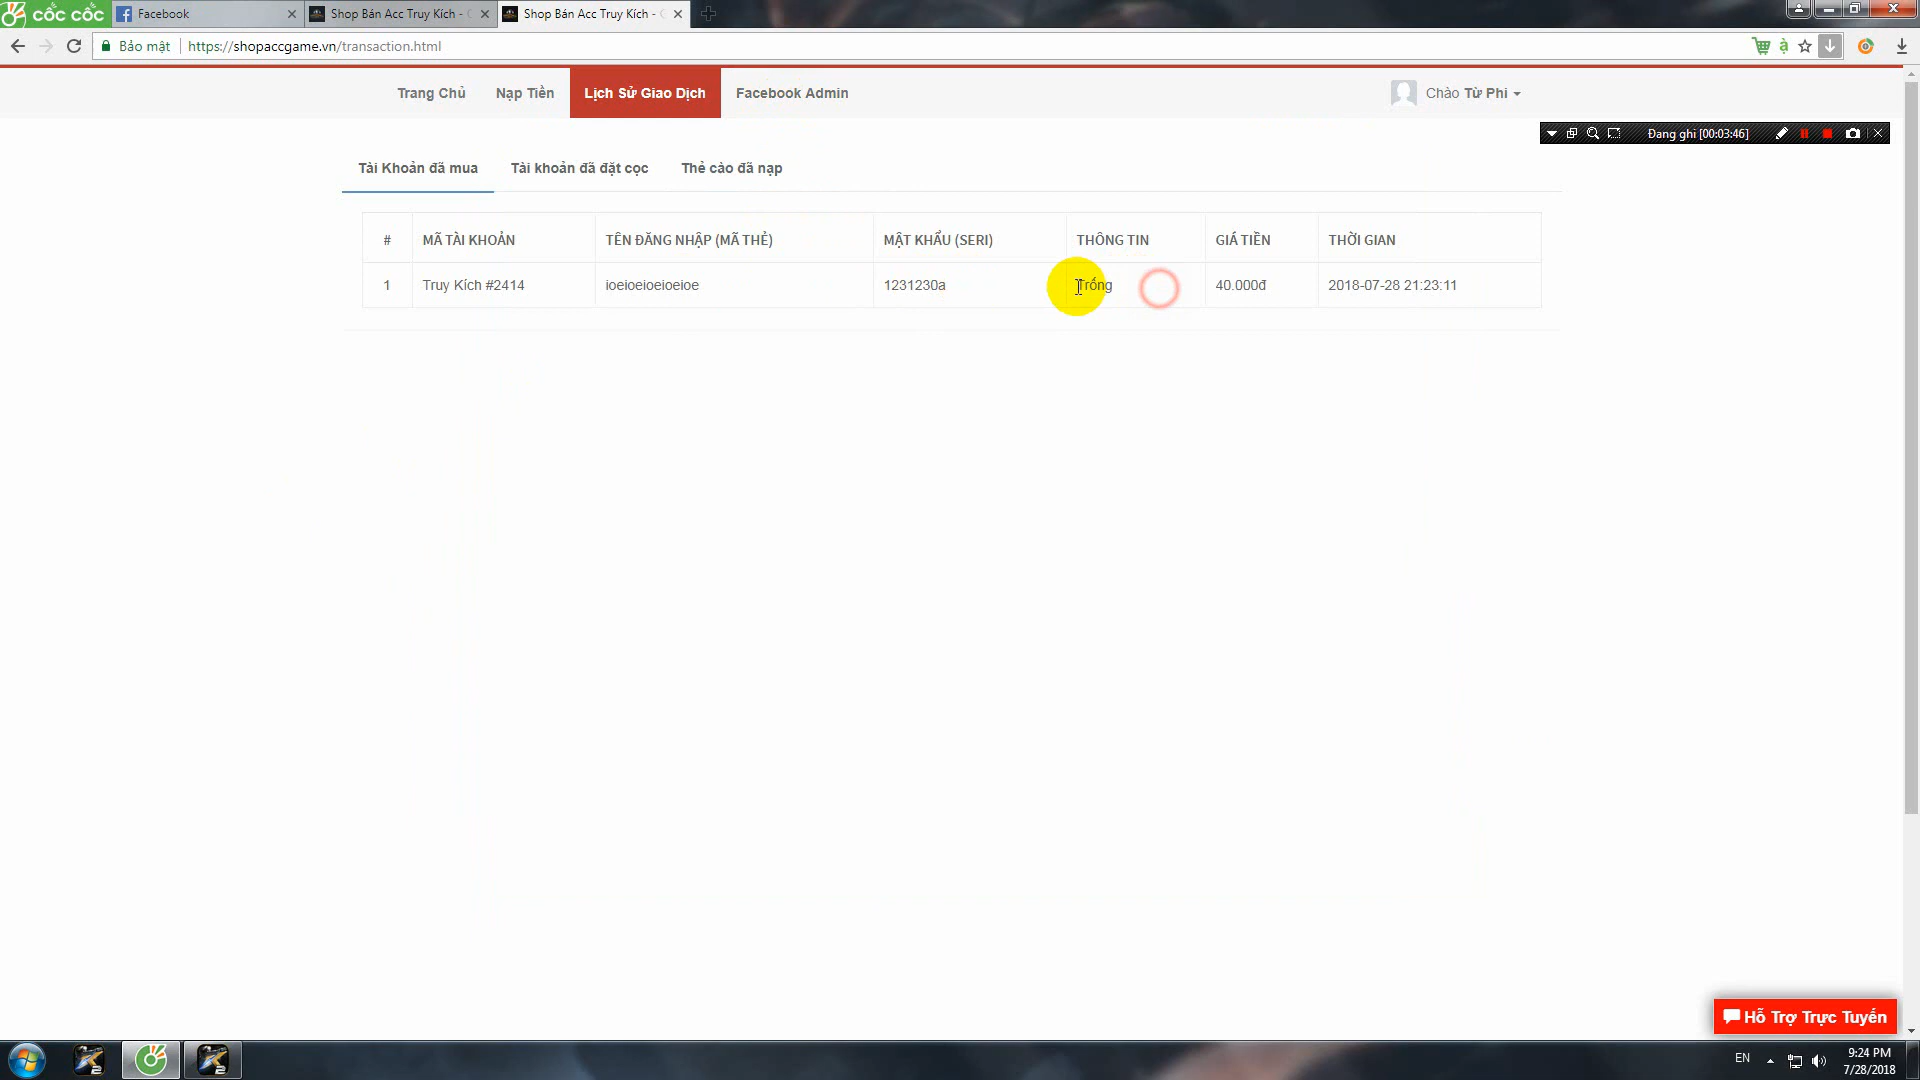 cốc cốc
Facebook
Shop Bán Acc Truy Kích - C
Shop Bán Acc Truy Kích - C
Bảo mật
https://shopaccgame.vn/transaction.html
Trang Chủ
Nạp Tiền
Lịch Sử Giao Dịch
Facebook Admin
Chào Từ Phi
Đang ghi [00:03:46]
Tài Khoản đã mua
Tài khoản đã đặt cọc
Thẻ cào đã nạp
# MÃ TÀI KHOẢN TÊN ĐĂNG NHẬP (MÃ THẺ) MẬT KHẨU (SERI) THÔNG TIN GIÁ TIỀN THỜI GIAN
1 Truy Kích #2414 ioeioeioeioeioe 1231230a Trống 40.000đ 2018-07-28 21:23:11
Hỗ Trợ Trực Tuyến
EN
9:24 PM
7/28/2018